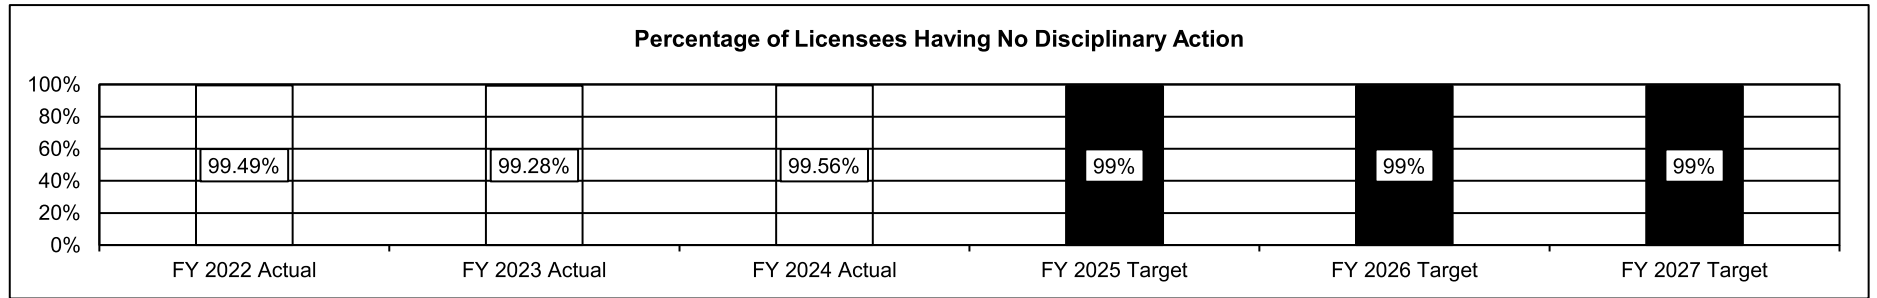 Percentage of Licensees Having No Disciplinary Action
100%
80%
60%
40%
20%
0%
99.49%
99.28%
99.56%
99%
99%
99%
FY 2022 Actual
FY 2023 Actual
FY 2024 Actual
FY 2025 Target
FY 2026 Target
FY 2027 Target